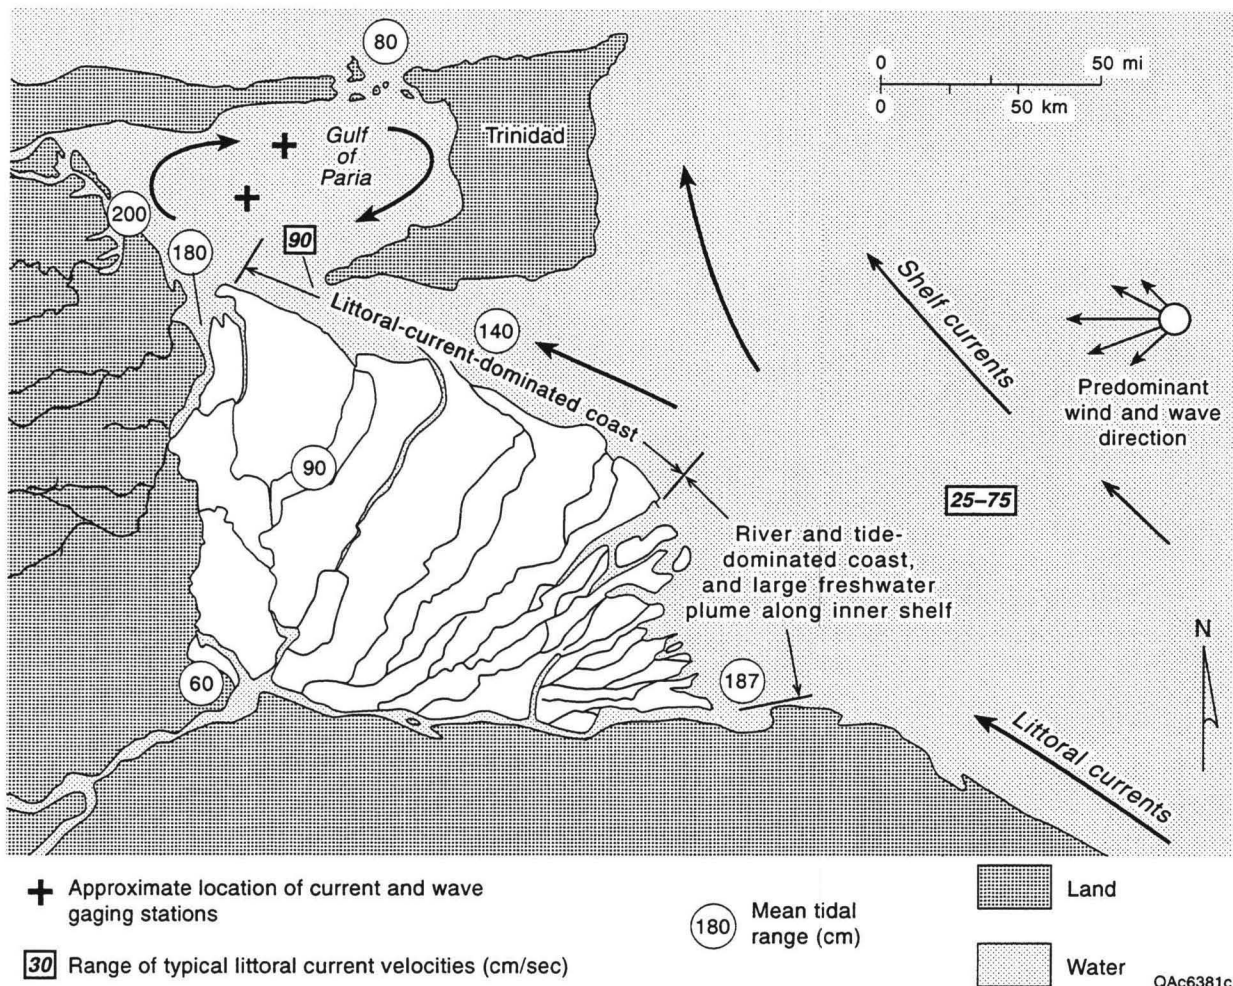 80
0
50 mi
0
50 km
Gulf
of
Paria
Trinidad
200
180
90
Littoral-current-dominated coast
140
Shelf currents
Predominant
wind and wave
direction
90
25–75
River and tide-
dominated coast,
and large freshwater
plume along inner shelf
N
60
187
Littoral currents
Approximate location of current and wave
gaging stations
30 Range of typical littoral current velocities (cm/sec)
180
Mean tidal
range (cm)
Land
Water
QAc6381c